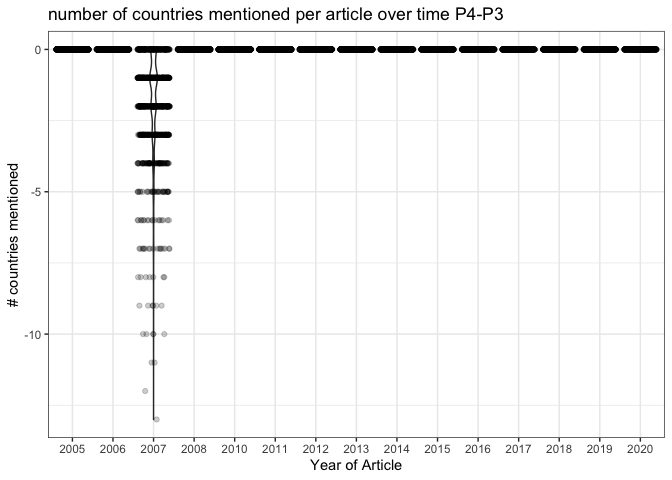 number of countries mentioned per article over time P4-P3
# countries mentioned
0
-5
-10
2005 2006 2007 2008 2009 2010 2011 2012 2013 2014 2015 2016 2017 2018 2019 2020
Year of Article